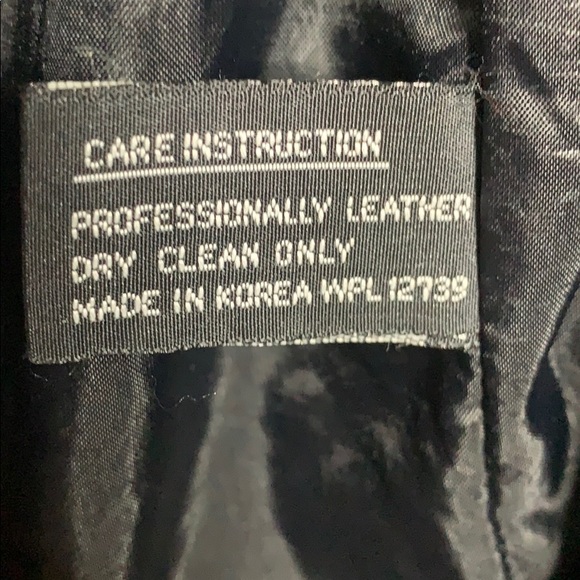 CARE INSTRUCTION
PROFESSIONALLY LEATHER
DRY CLEAN ONLY
MADE IN KOREA WPL 12739